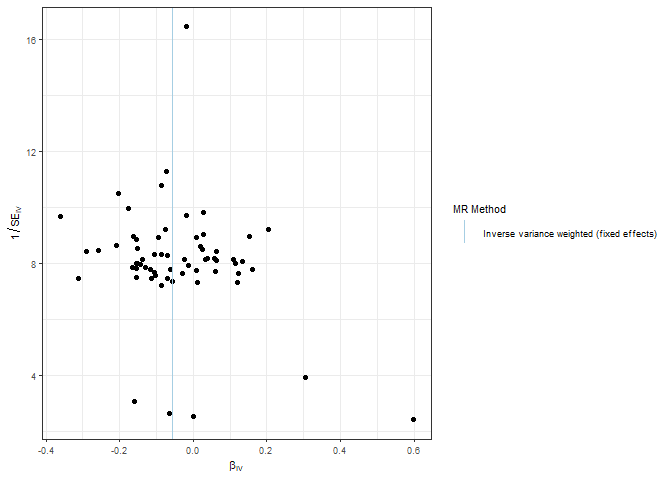 16
12
8
4
1/SE_IV
-0.4 -0.2 0.0 0.2 0.4 0.6
β_IV
MR Method
Inverse variance weighted (fixed effects)